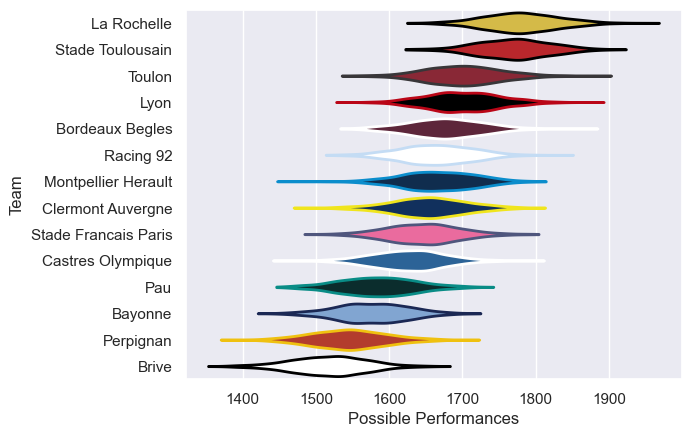 La Rochelle
Stade Toulousain
Toulon
Lyon
Bordeaux Begles
Racing 92
Montpellier Herault
Clermont Auvergne
Stade Francais Paris
Castres Olympique
Pau
Bayonne
Perpignan
Brive
Team
1400 1500 1600 1700 1800 1900
Possible Performances